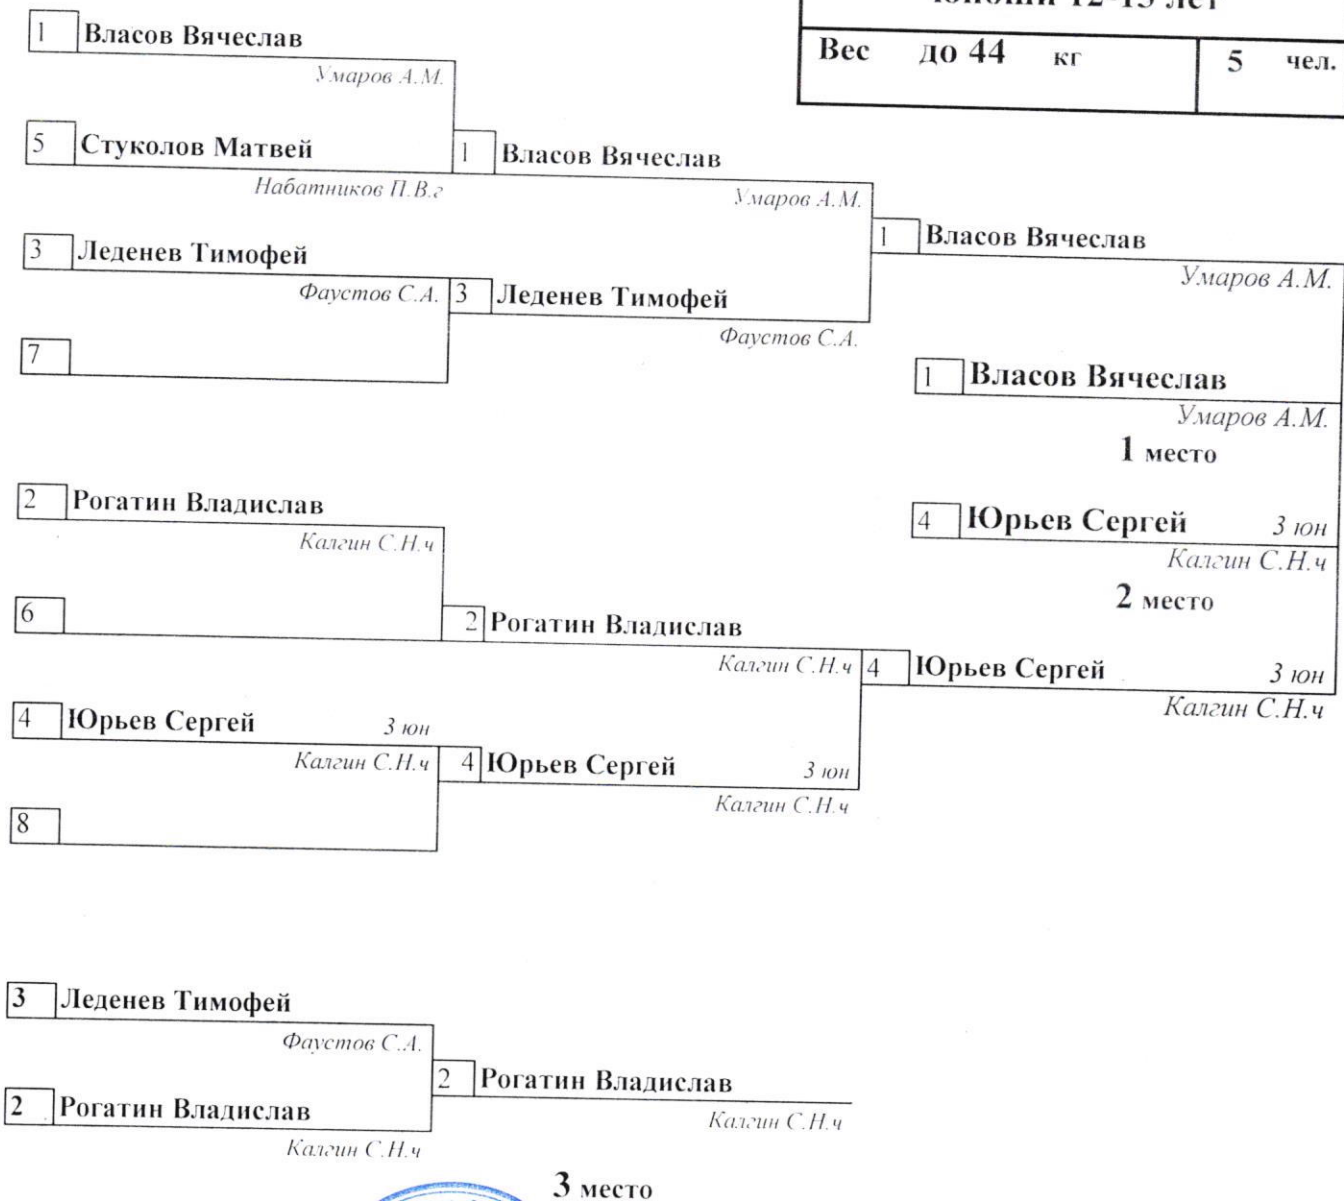 юноши 12-13 лет
Вес до 44 кг 5 чел.
1 Власов Вячеслав
Умаров А.М.
5 Стуколов Матвей
Набатников П.В.г
1 Власов Вячеслав
Умаров А.М.
3 Леденев Тимофей
Фаустов С.А.
3 Леденев Тимофей
Фаустов С.А.
7
1 Власов Вячеслав
Умаров А.М.
1 Власов Вячеслав
Умаров А.М.
1 место
4 Юрьев Сергей 3 юн
Калгин С.Н.ч
2 место
2 Рогатин Владислав
Калгин С.Н.ч
6
2 Рогатин Владислав
Калгин С.Н.ч
4 Юрьев Сергей 3 юн
Калгин С.Н.ч
4 Юрьев Сергей 3 юн
Калгин С.Н.ч
4 Юрьев Сергей 3 юн
Калгин С.Н.ч
8
3 Леденев Тимофей
Фаустов С.А.
2 Рогатин Владислав
Калгин С.Н.ч
2 Рогатин Владислав
Калгин С.Н.ч
3 место